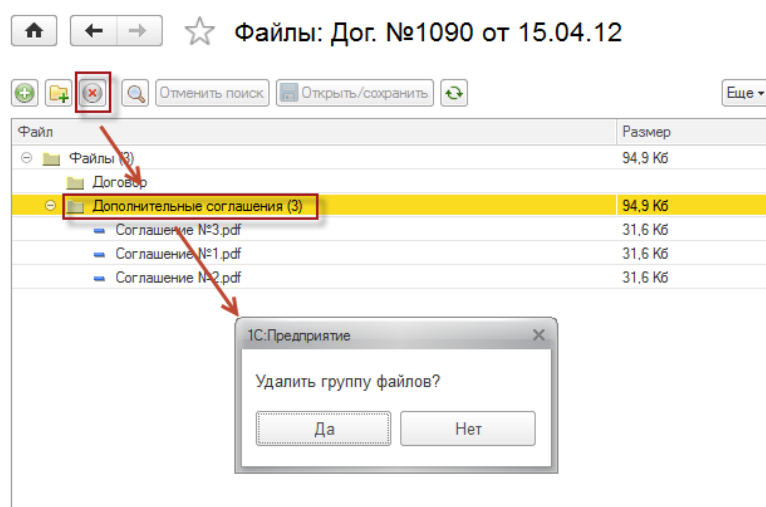 Файлы: Дог. №1090 от 15.04.12
Отменить поиск Открыть/сохранить Еще
Файл Размер
Файлы (3) 94,9 Кб
Договор
Дополнительные соглашения (3) 94,9 Кб
Соглашение №3.pdf 31,6 Кб
Соглашение №1.pdf 31,6 Кб
Соглашение №2.pdf 31,6 Кб
1С:Предприятие
Удалить группу файлов?
Да Нет